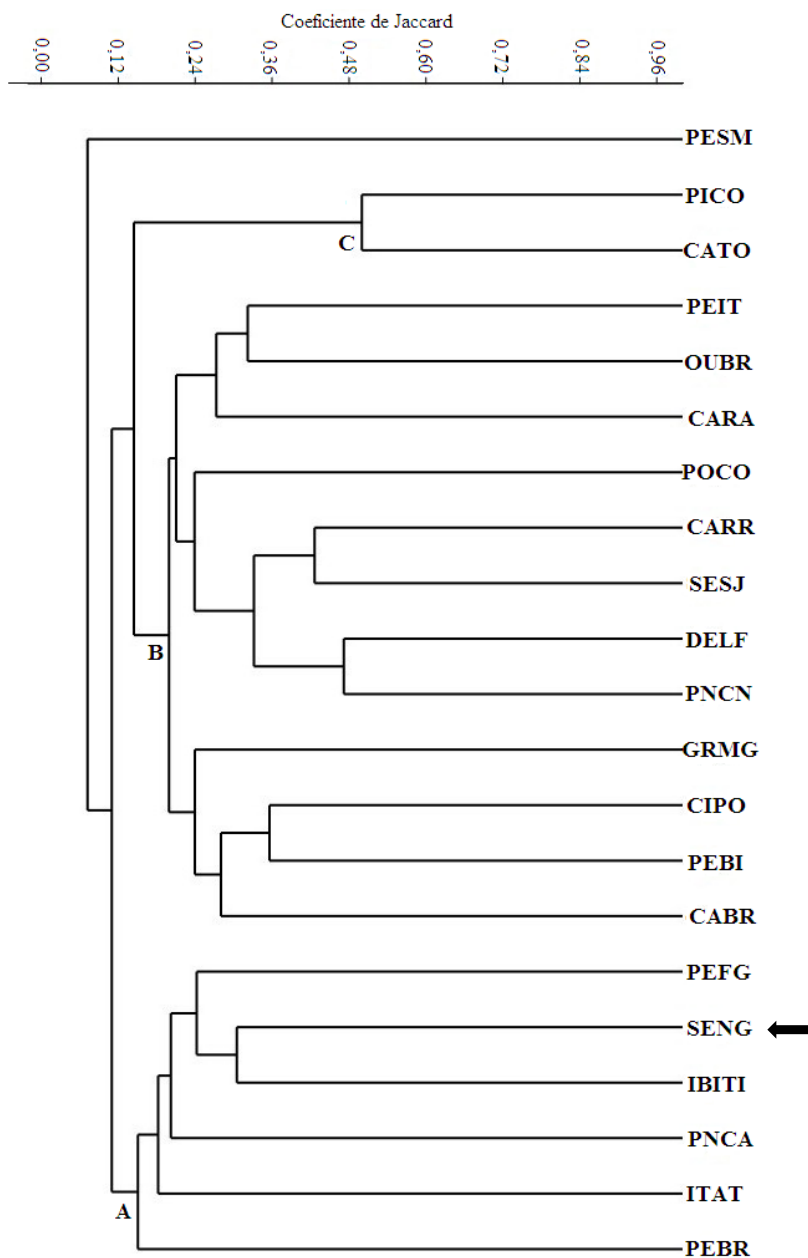 Coeficiente de Jaccard
0,00 0,12 0,24 0,36 0,48 0,60 0,72 0,84 0,96
PESM
PICO
C
CATO
PEIT
OUBR
CARA
POCO
CARR
SESJ
DELF
B
PNCN
GRMG
CIPO
PEBI
CABR
PEFG
SENG
IBITI
PNCA
ITAT
A
PEBR